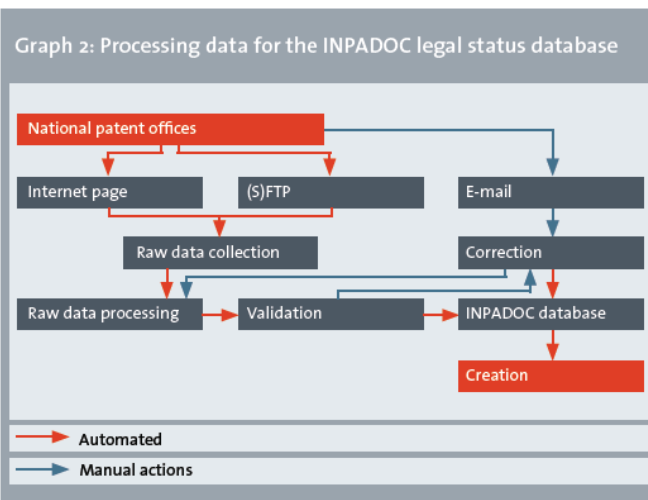 Graph 2: Processing data for the INPADOC legal status database
National patent offices
Internet page
(S)FTP
E-mail
Raw data collection
Correction
Raw data processing
Validation
INPADOC database
Creation
Automated
Manual actions